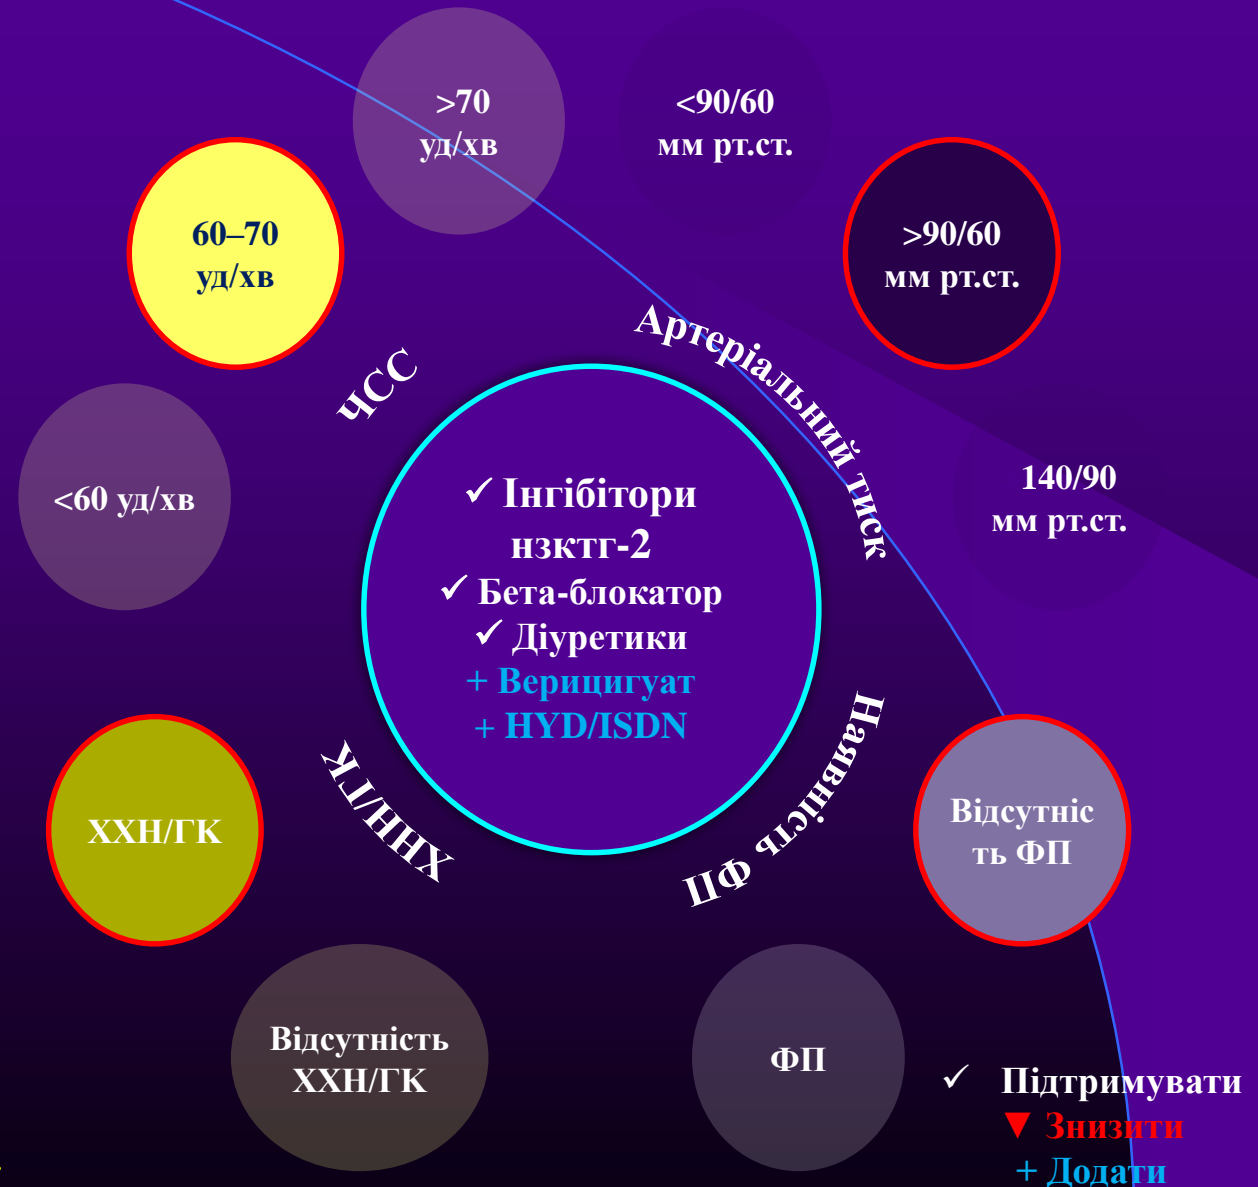 >70
уд/хв
<90/60
мм рт.ст.
60–70
уд/хв
>90/60
мм рт.ст.
ЧСС
Артеріальний тиск
<60 уд/хв
140/90
мм рт.ст.
✓ Інгібітори
нзктг-2
✓ Бета-блокатор
✓ Діуретики
+ Верицигуат
+ HYD/ISDN
ХНН/ГК
Наявність ФП
ХХН/ГК
Відсутніс
ть ФП
Відсутність
ХХН/ГК
ФП
✓ Підтримувати
▼ Знизити
+ Додати